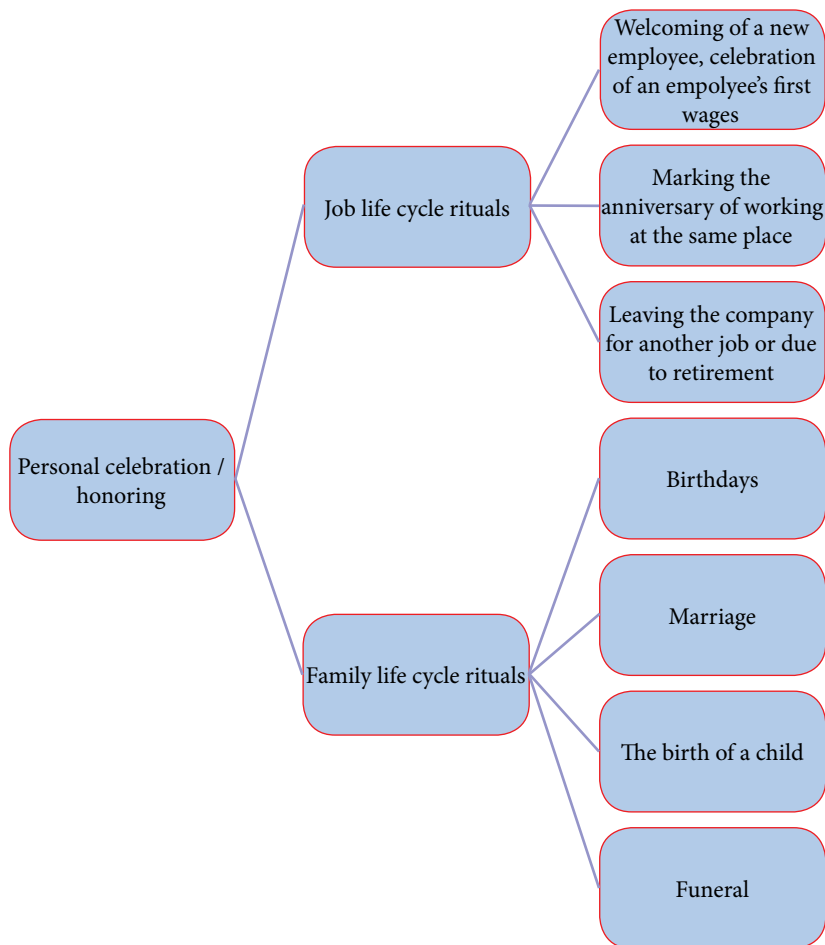 Welcoming of a new
employee, celebration
of an empolyee’s first
wages
Job life cycle rituals
Marking the
anniversary of working
at the same place
Leaving the company
for another job or due
to retirement
Personal celebration /
honoring
Birthdays
Marriage
Family life cycle rituals
The birth of a child
Funeral